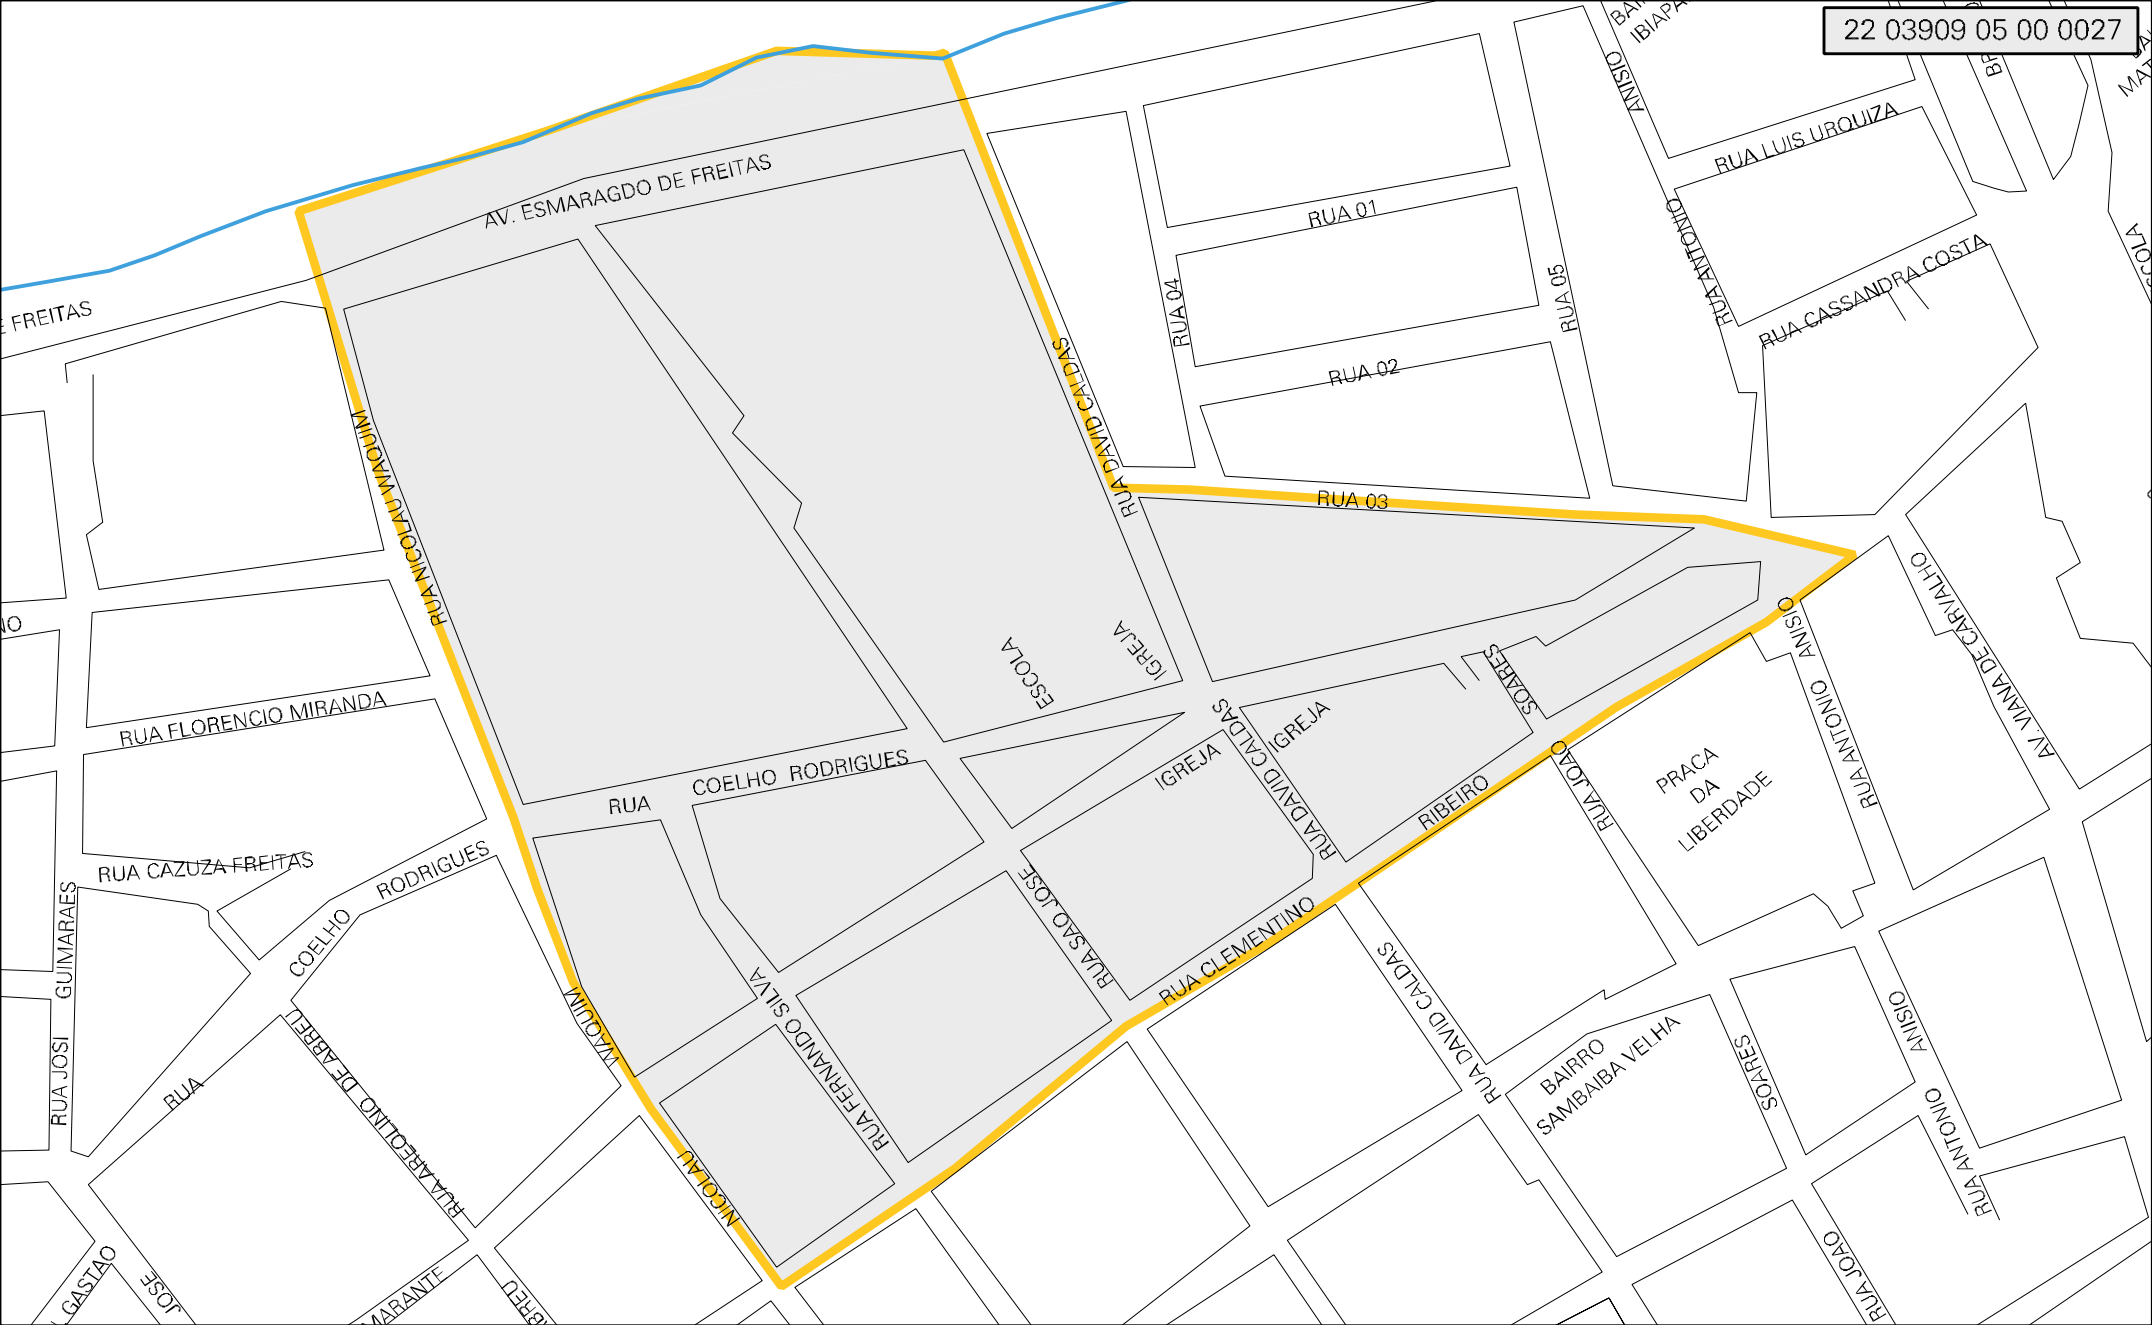 22 03909 05 00 0027
ANISIO
RUA LUIS URQUIZA
AV. ESMARAGDO DE FREITAS
RUA 01
RUA ANTONIO
RUA CASSANDRA COSTA
E FREITAS
RUA 04
RUA 05
RUA 02
RUA DAVID CALDAS
RUA NICOLAU WAQUIM
RUA 03
AV. VIANA DE CARVALHO
ANISIO
RUA ANTONIO
ESCOLA
IGREJA
SOARES
RUA JOAO
RUA FLORENCIO MIRANDA
IGREJA
IGREJA
RUA DAVID CALDAS
PRACA
DA
LIBERDADE
RUA
COELHO RODRIGUES
RIBEIRO
RUA CLEMENTINO
RUA CAZUZA FREITAS
RODRIGUES
COELHO
RUA
GUIMARAES
RUA JOSI
RUA SAO JOSE
RUA FERNANDO SILVA
WAQUIM
NICOLAU
DE ABREU
RUA AREOLINO
DAVID CALDAS
RUA
BAIRRO
SAMBAIBA VELHA
SOARES
RUA JOAO
ANISIO
RUA ANTONIO
GASTAO
JOSE
MARANTE
BREU